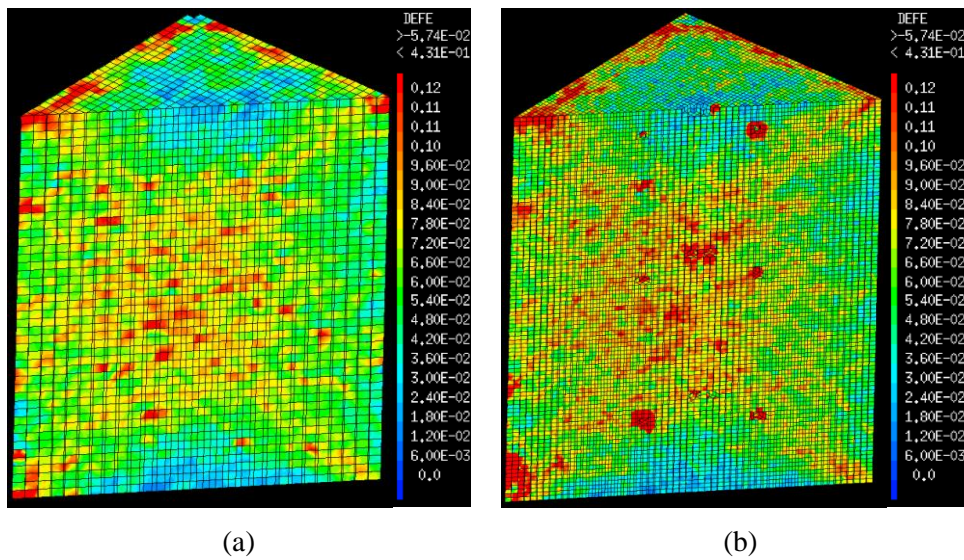 DEFE
>-5.74E-02
< 4.31E-01
0.12
0.11
0.11
0.10
9.60E-02
9.00E-02
8.40E-02
7.80E-02
7.20E-02
6.60E-02
6.00E-02
5.40E-02
4.80E-02
4.20E-02
3.60E-02
3.00E-02
2.40E-02
1.80E-02
1.20E-02
6.00E-03
0.0
(a)
DEFE
>-5.74E-02
< 4.31E-01
0.12
0.11
0.11
0.10
9.60E-02
9.00E-02
8.40E-02
7.80E-02
7.20E-02
6.60E-02
6.00E-02
5.40E-02
4.80E-02
4.20E-02
3.60E-02
3.00E-02
2.40E-02
1.80E-02
1.20E-02
6.00E-03
0.0
(b)